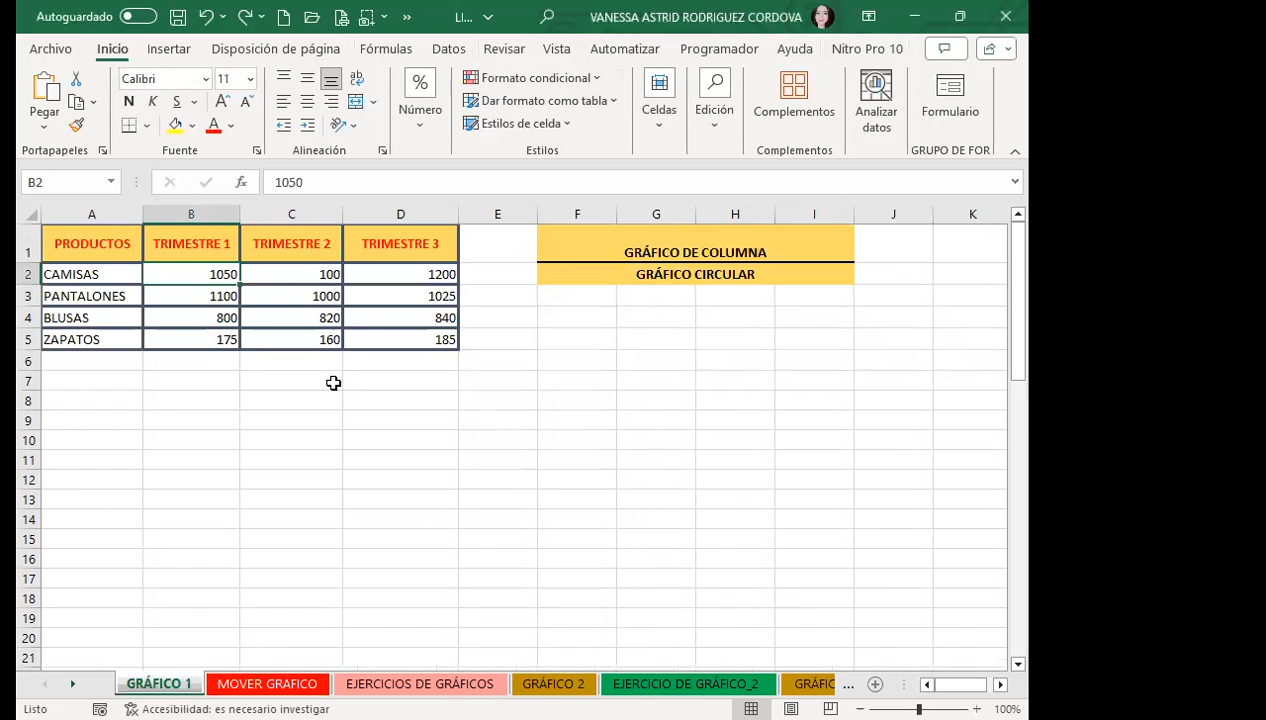 Autoguardado LI... VANESSA ASTRID RODRIGUEZ CORDOVA
Archivo Inicio Insertar Disposición de página Fórmulas Datos Revisar Vista Automatizar Programador Ayuda Nitro Pro 10
Pegar
Portapapeles
Calibri 11
N K S
Fuente
Alineación
Número
Formato condicional
Dar formato como tabla
Estilos de celda
Estilos
Celdas
Edición
Complementos
Complementos
Analizar datos
Formulario
GRUPO DE FOR
B2 fx 1050
A B C D E F G H I J K
1 PRODUCTOS TRIMESTRE 1 TRIMESTRE 2 TRIMESTRE 3 GRÁFICO DE COLUMNA
2 CAMISAS 1050 100 1200 GRÁFICO CIRCULAR
3 PANTALONES 1100 1000 1025
4 BLUSAS 800 820 840
5 ZAPATOS 175 160 185
6
7
8
9
10
11
12
13
14
15
16
17
18
19
20
21
GRÁFICO 1 MOVER GRAFICO EJERCICIOS DE GRÁFICOS GRÁFICO 2 EJERCICIO DE GRÁFICO_2 GRÁFIC ...
Listo Accesibilidad: es necesario investigar 100%